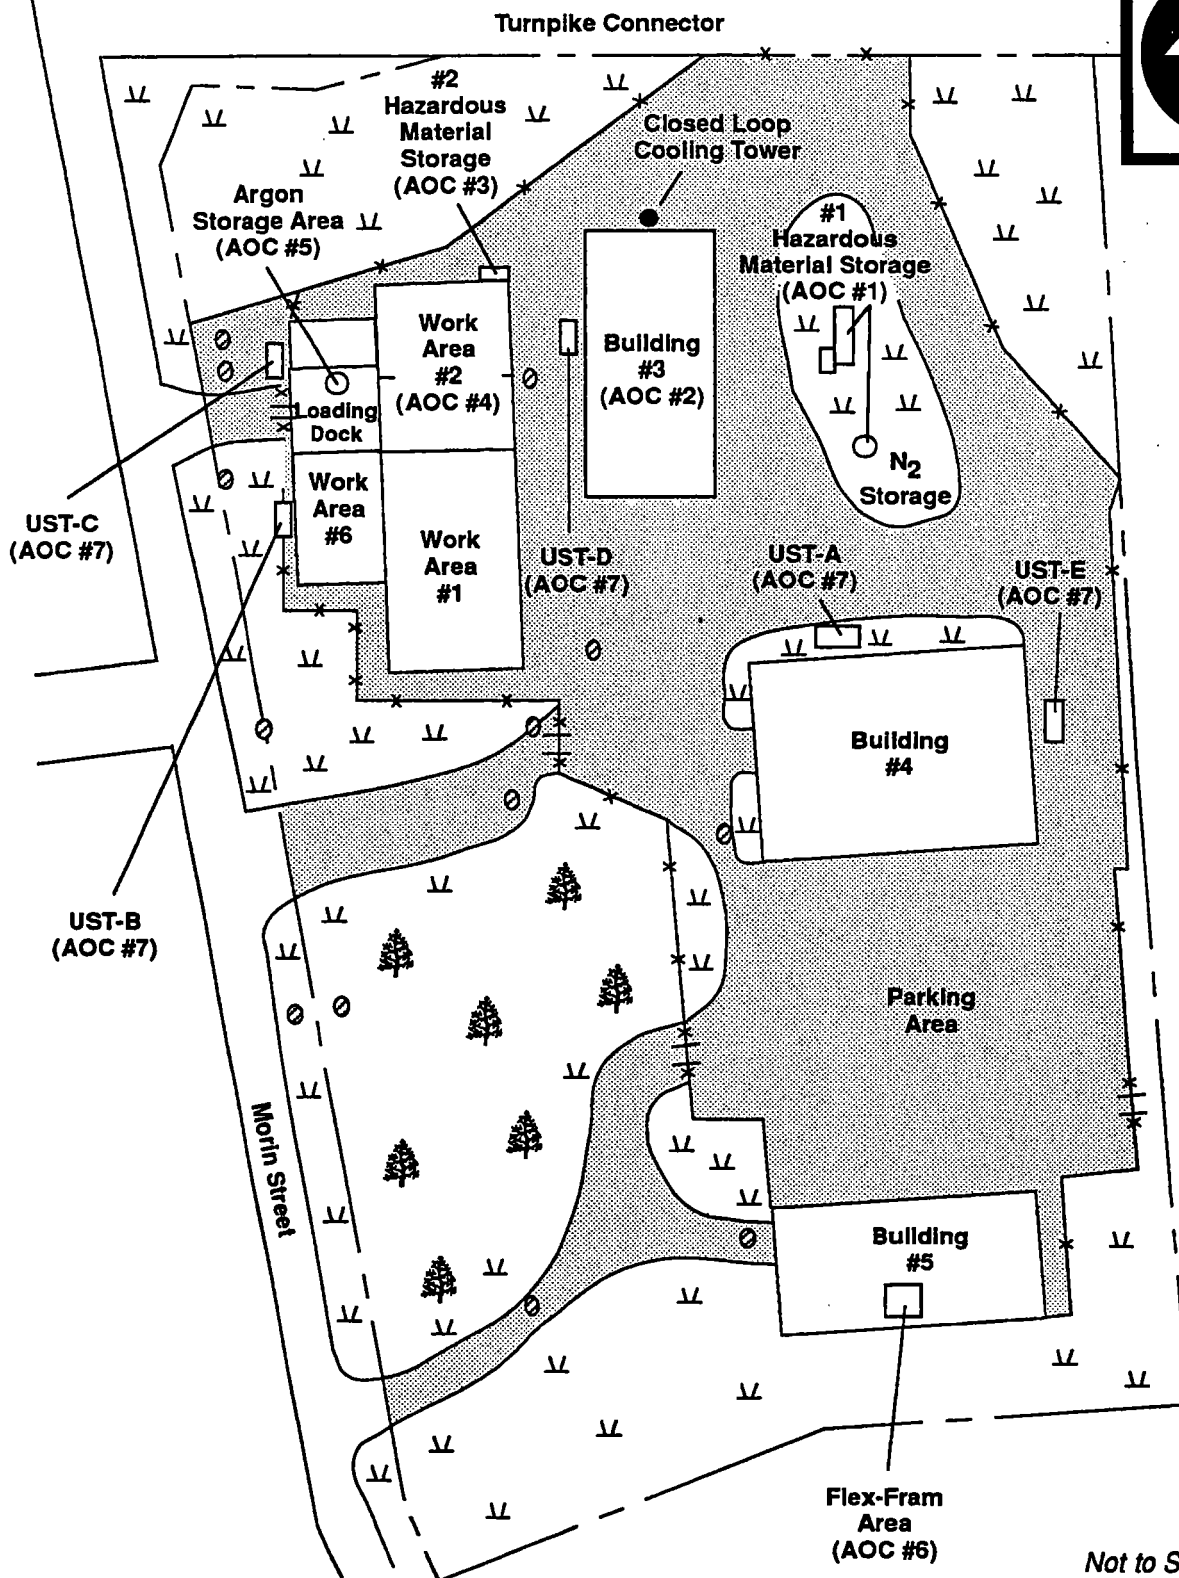 Turnpike Connector
#2
Hazardous
Material
Storage
(AOC #3)
Closed Loop
Cooling Tower
Argon
Storage Area
(AOC #5)
#1
Hazardous
Material Storage
(AOC #1)
Work
Area
#2
(AOC #4)
Building
#3
(AOC #2)
Loading
Dock
N2
Storage
Work
Area
#6
Work
Area
#1
UST-C
(AOC #7)
UST-D
(AOC #7)
UST-A
(AOC #7)
UST-E
(AOC #7)
Building
#4
UST-B
(AOC #7)
Parking
Area
Morin Street
Building
#5
Flex-Fram
Area
(AOC #6)
Not to S